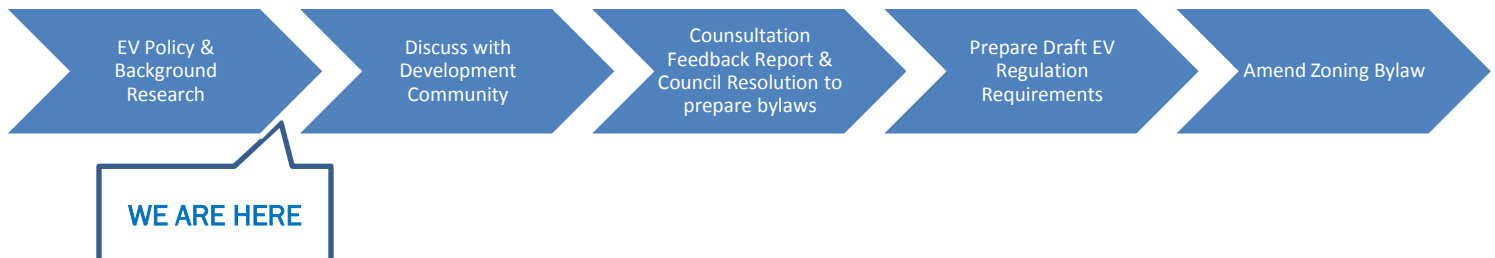 EV Policy &
Background
Research
Discuss with
Development
Community
Counsultation
Feedback Report &
Council Resolution to
prepare bylaws
Prepare Draft EV
Regulation
Requirements
Amend Zoning Bylaw
WE ARE HERE